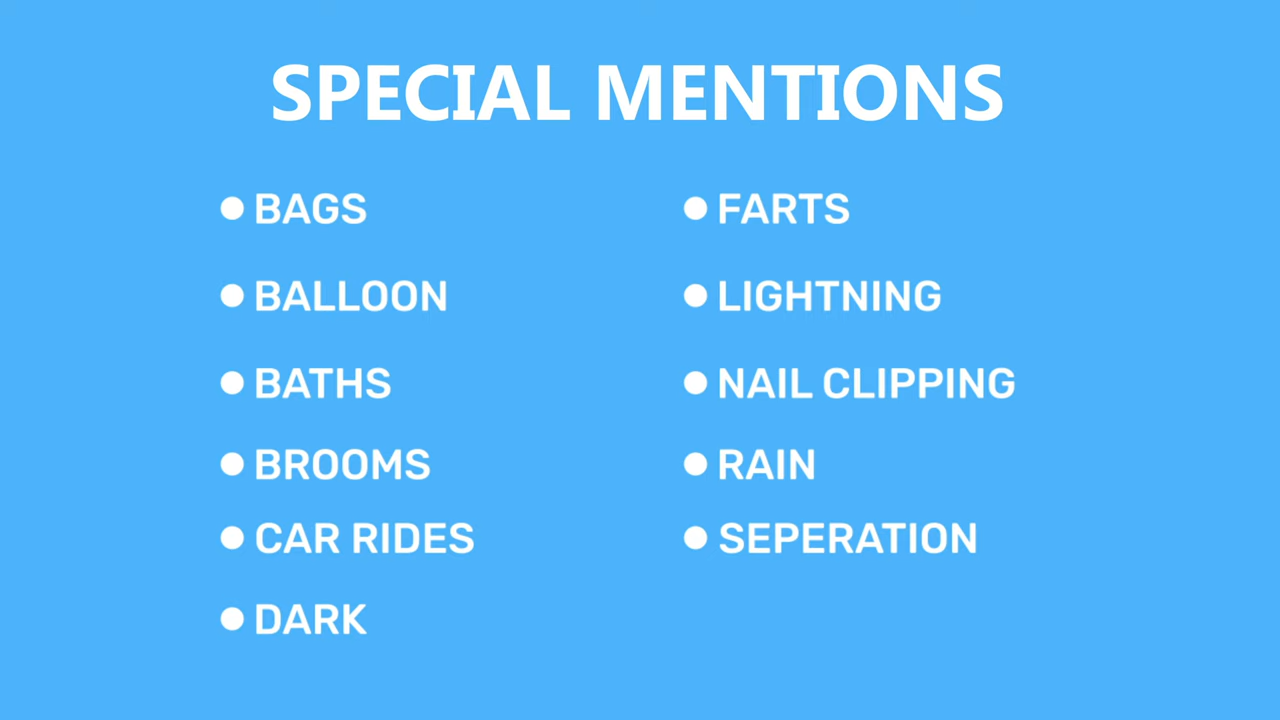 SPECIAL MENTIONS
● BAGS
● BALLOON
● BATHS
● BROOMS
● CAR RIDES
● DARK
● FARTS
● LIGHTNING
● NAIL CLIPPING
● RAIN
● SEPERATION